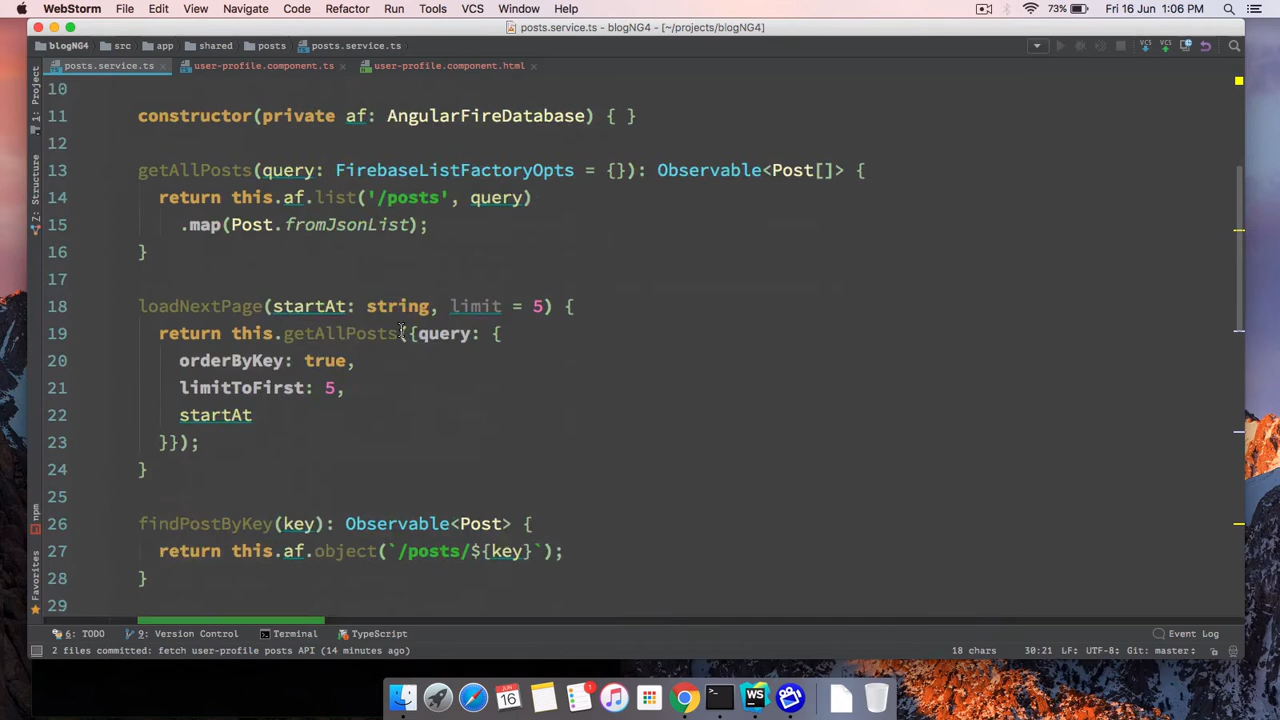 WebStorm File Edit View Navigate Code Refactor Run Tools VCS Window Help 73% Fri 16 Jun 1:06 PM
posts.service.ts - blogNG4 - [~/projects/blogNG4]
blogNG4 src app shared posts posts.service.ts
posts.service.ts user-profile.component.ts user-profile.component.html
1: Project
Z: Structure
npm
Favorites
10
11 constructor(private af: AngularFireDatabase) { }
12
13 getAllPosts(query: FirebaseListFactoryOpts = {}): Observable<Post[]> {
14 return this.af.list('/posts', query)
15 .map(Post.fromJsonList);
16 }
17
18 loadNextPage(startAt: string, limit = 5) {
19 return this.getAllPosts({query: {
20 orderByKey: true,
21 limitToFirst: 5,
22 startAt
23 }});
24 }
25
26 findPostByKey(key): Observable<Post> {
27 return this.af.object(`/posts/${key}`);
28 }
29
6: TODO 9: Version Control Terminal TypeScript Event Log
2 files committed: fetch user-profile posts API (14 minutes ago) 18 chars 30:21 LF: UTF-8: Git: master: